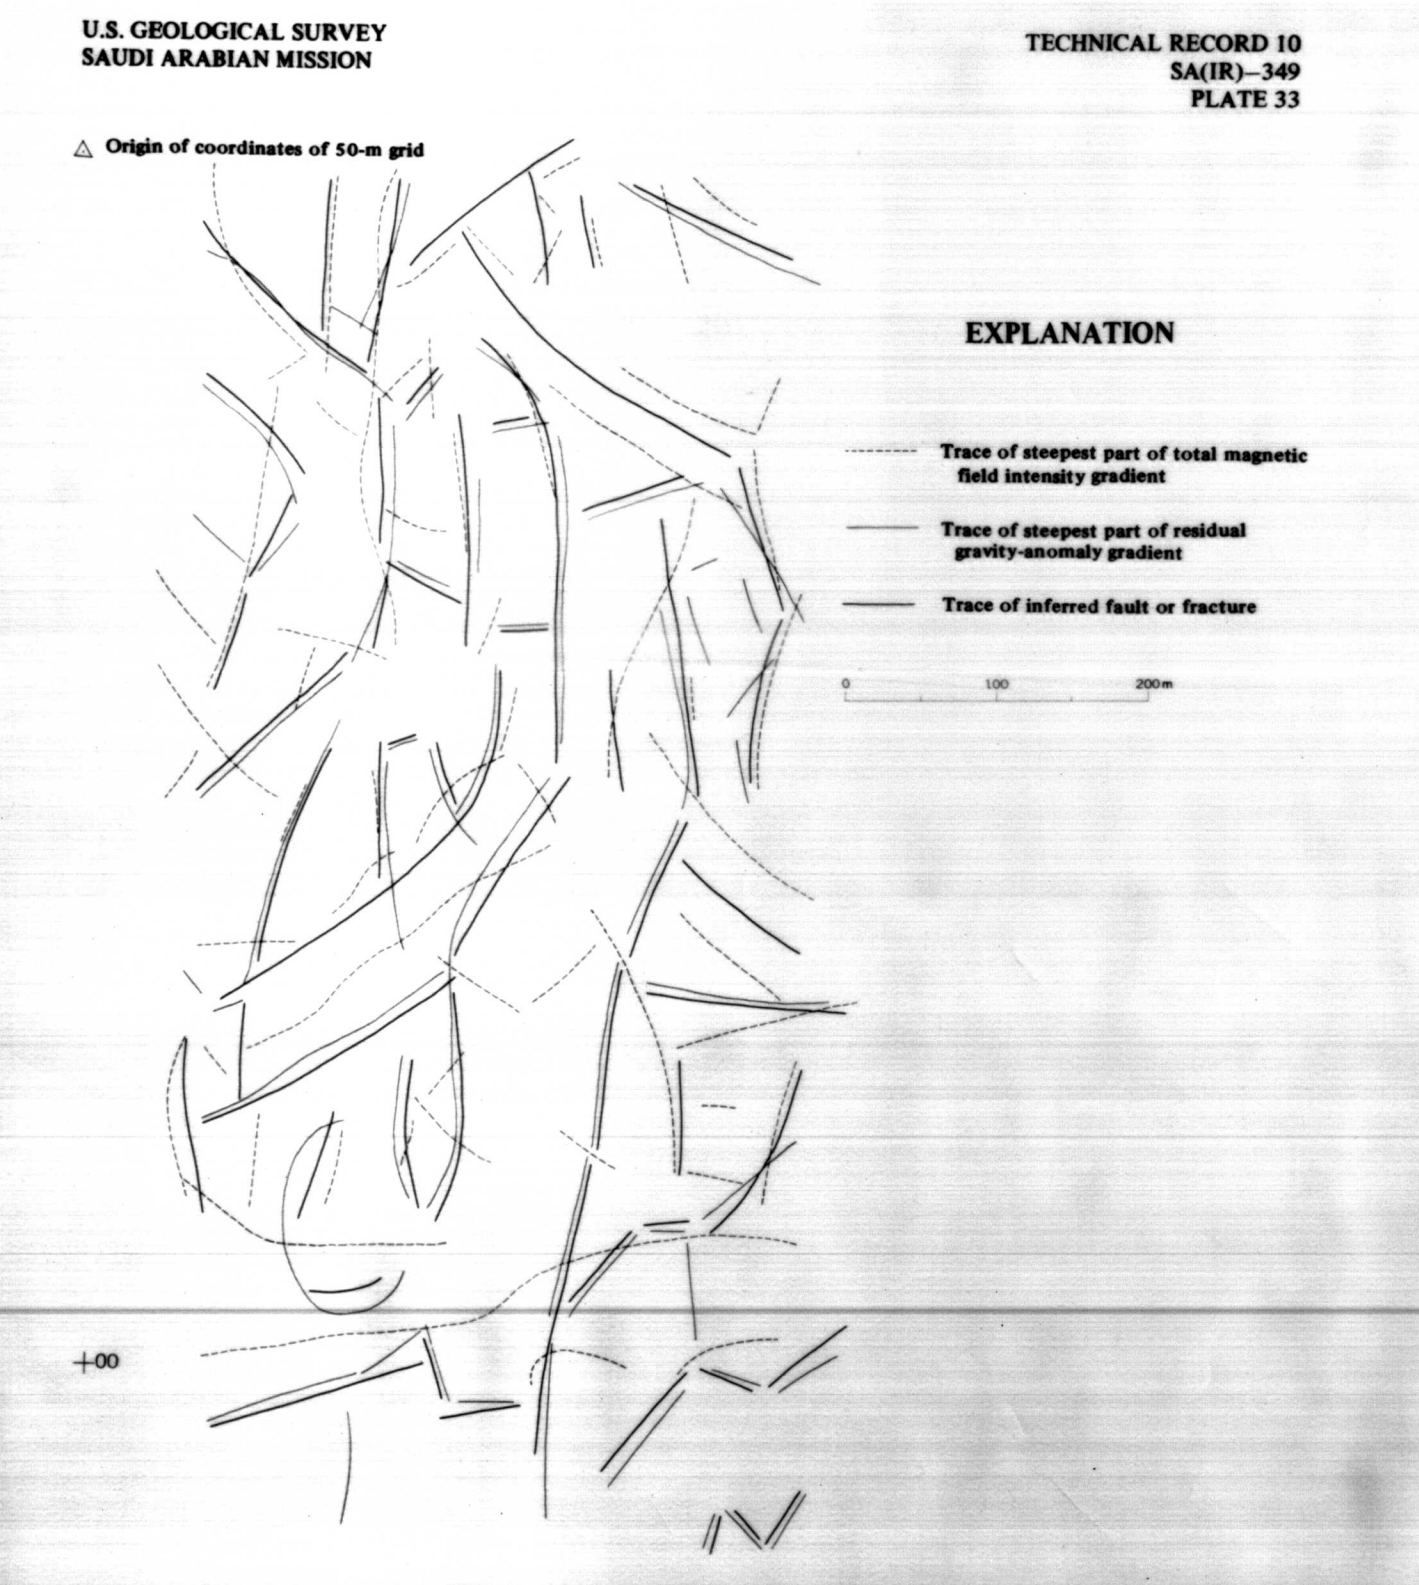 U.S. GEOLOGICAL SURVEY
SAUDI ARABIAN MISSION
TECHNICAL RECORD 10
SA(IR)—349
PLATE 33
Origin of coordinates of 50-m grid
EXPLANATION
Trace of steepest part of total magnetic
field intensity gradient
Trace of steepest part of residual
gravity-anomaly gradient
Trace of inferred fault or fracture
0 100 200m
+00